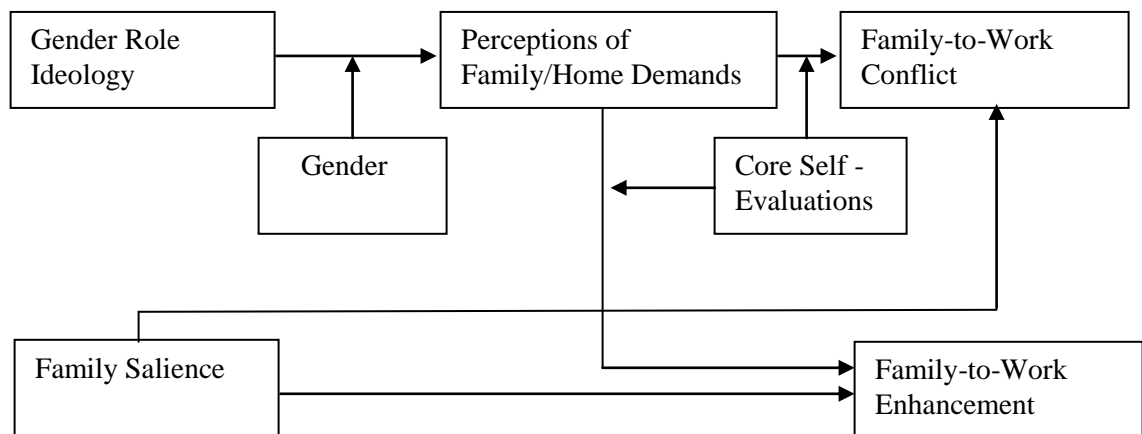 Gender Role
Ideology
Perceptions of
Family/Home Demands
Family-to-Work
Conflict
Gender
Core Self -
Evaluations
Family Salience
Family-to-Work
Enhancement